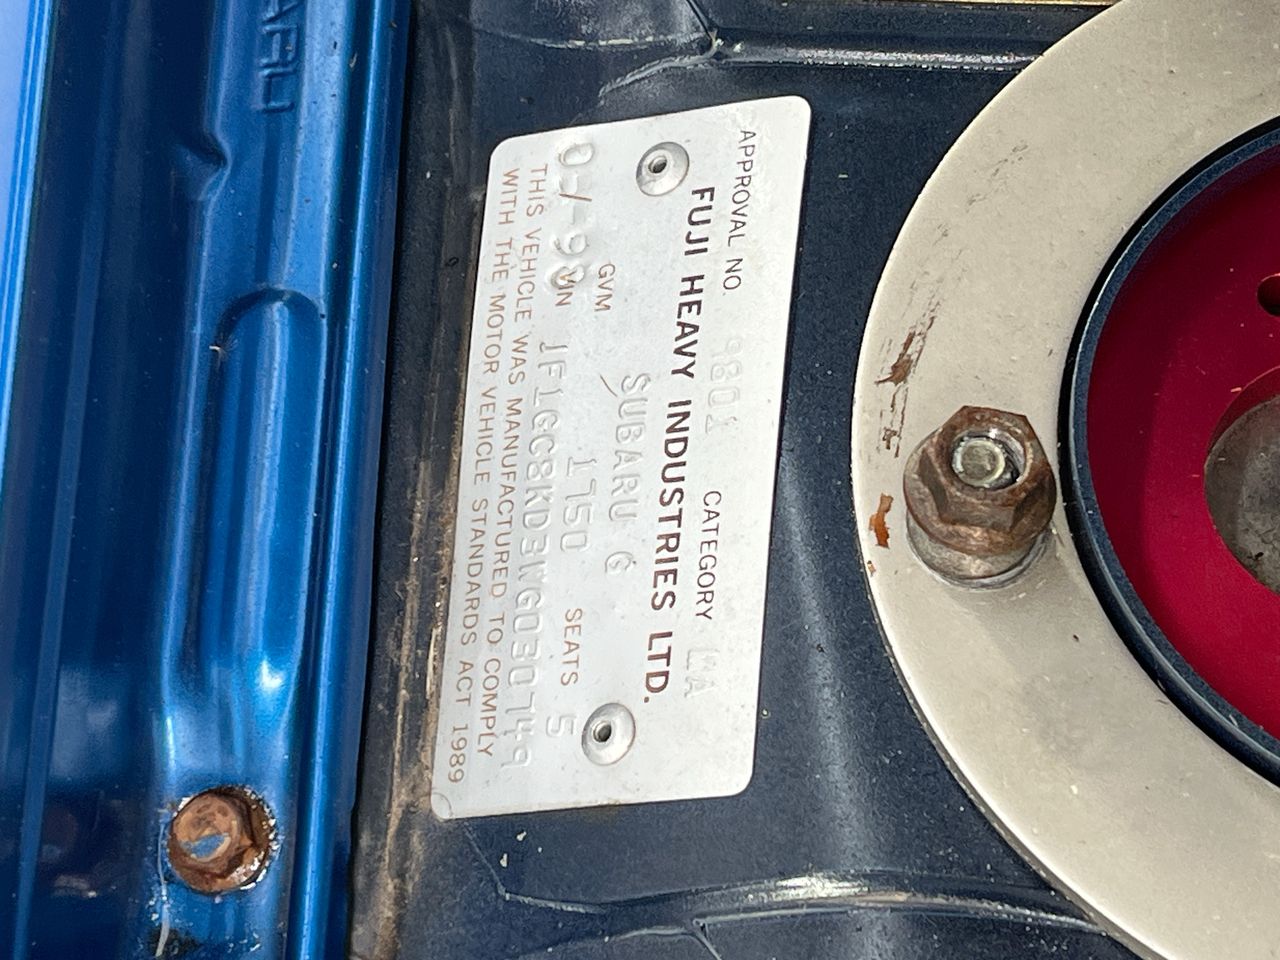 APPROVAL NO. 9801 CATEGORY MA
FUJI HEAVY INDUSTRIES LTD.
SUBARU G
GVM 1750 SEATS 5
VIN JF1GC8KD3WG030749
THIS VEHICLE WAS MANUFACTURED TO COMPLY
WITH THE MOTOR VEHICLE STANDARDS ACT 1989